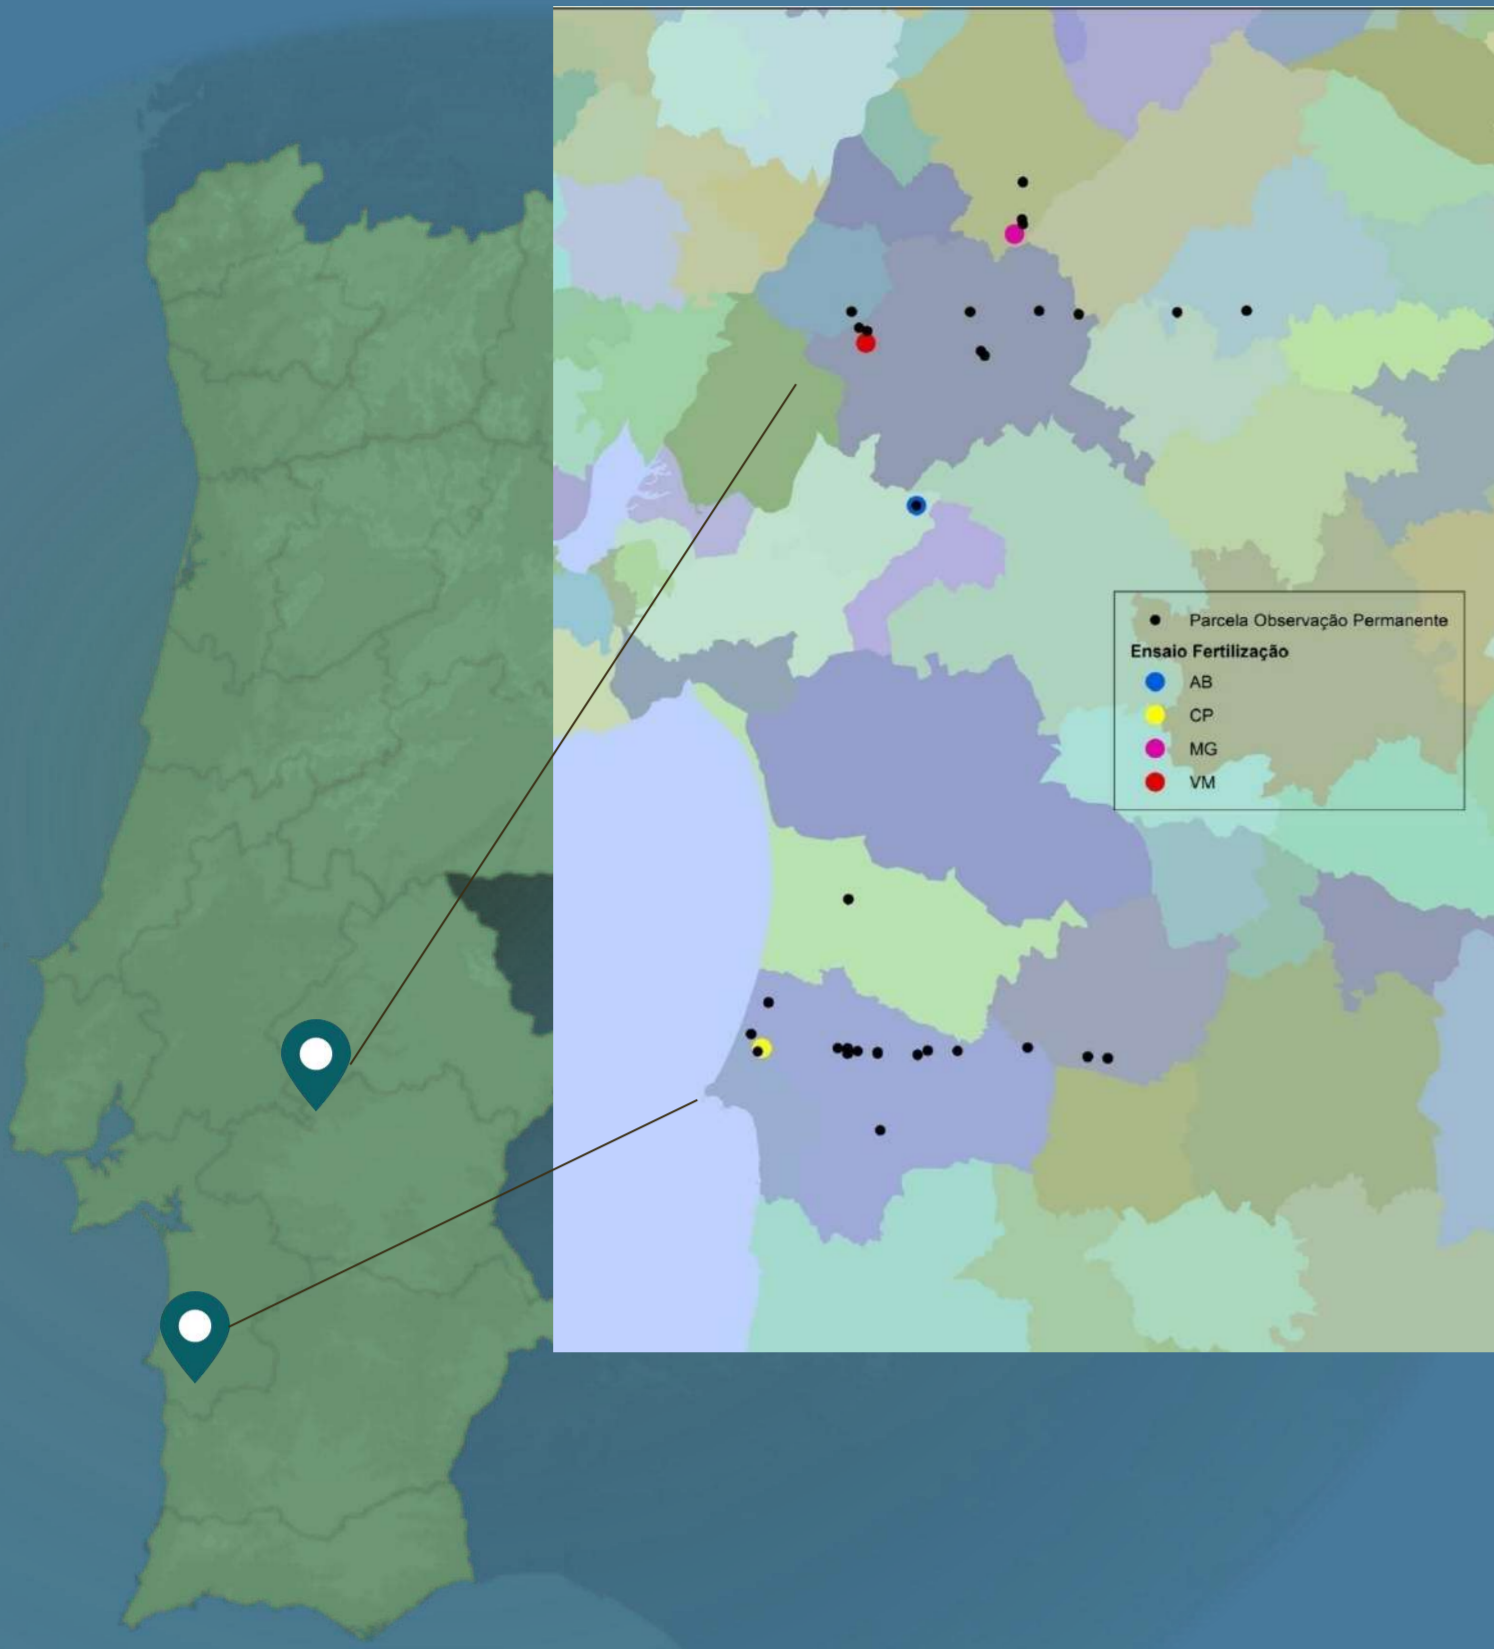 Parcela Observação Permanente
Ensaio Fertilização
AB
CP
MG
VM